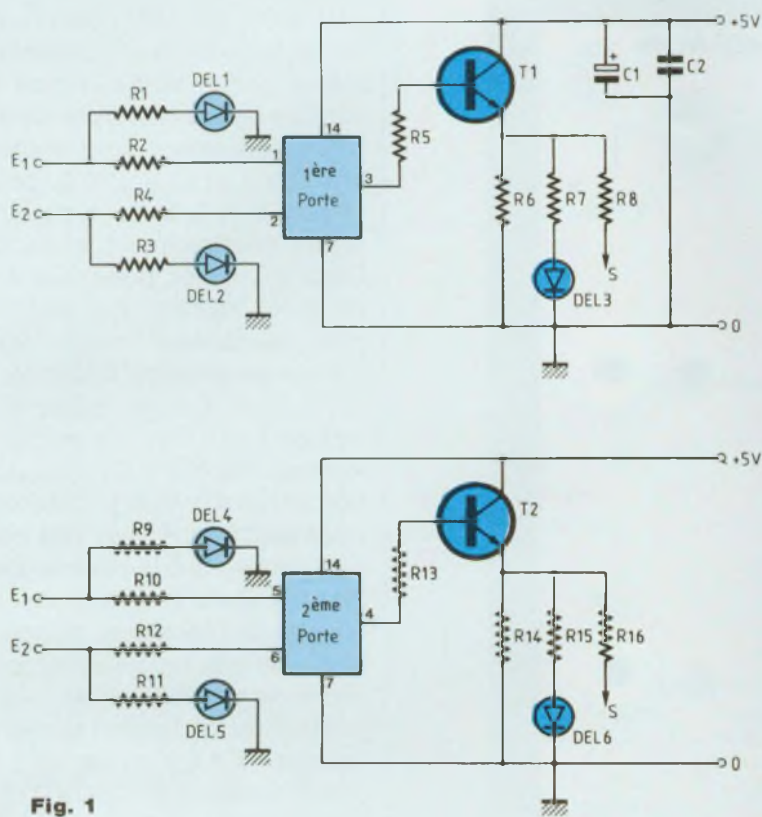 +5V
T1
C1
+
C2
R1
DEL1
R5
E1
R2
14
1
1ère
Porte
3
R6
R7
R8
E2
R4
2
7
R3
DEL2
S
DEL3
0
+5V
T2
DEL4
R9
R13
14
E1
R10
5
2ème
Porte
4
R14
R15
R16
E2
R12
6
7
R11
DEL5
S
DEL6
0
Fig. 1